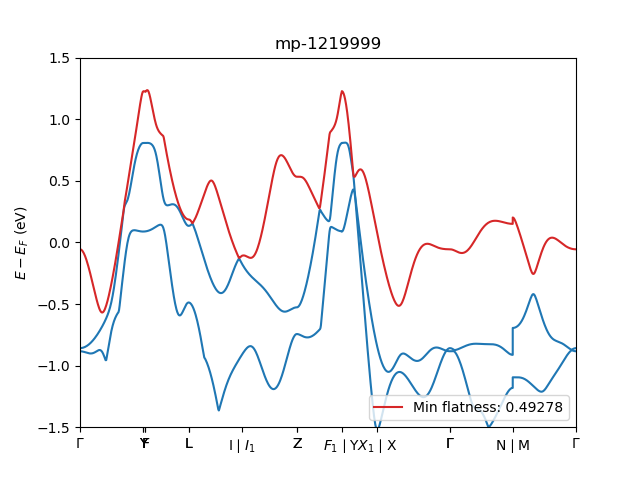 mp-1219999
E − E_F (eV)
1.5
1.0
0.5
0.0
−0.5
−1.0
−1.5
Min flatness: 0.49278
Γ L I | I₁ Z F₁ | YX₁ | X Γ N | M Γ